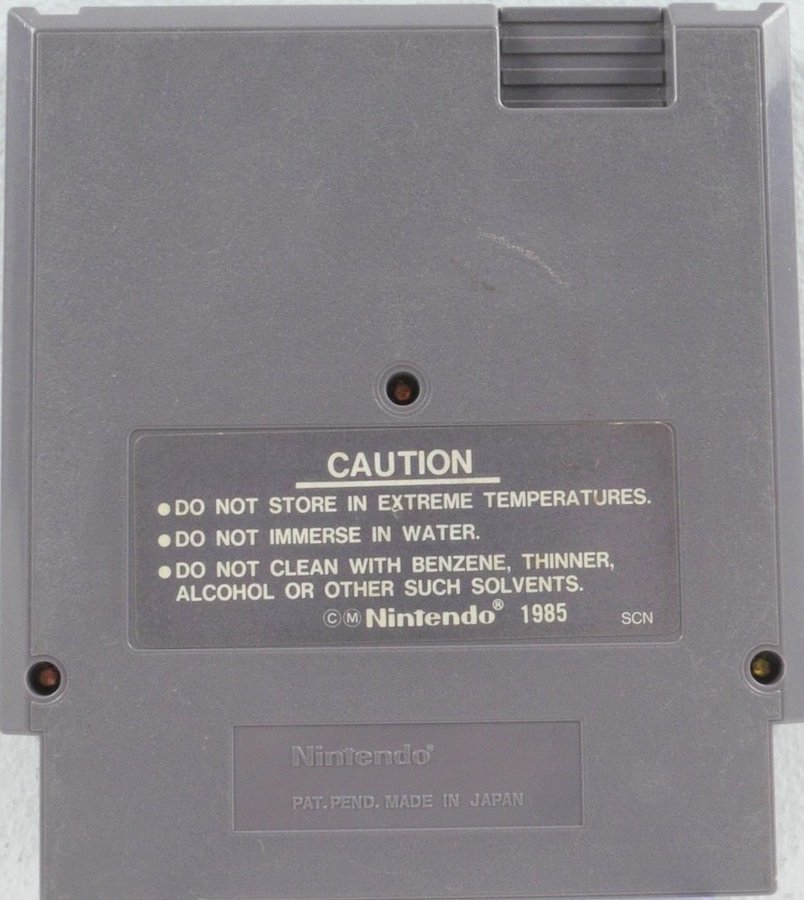 CAUTION
●DO NOT STORE IN EXTREME TEMPERATURES.
●DO NOT IMMERSE IN WATER.
●DO NOT CLEAN WITH BENZENE, THINNER,
ALCOHOL OR OTHER SUCH SOLVENTS.
ⒸⓂNintendo® 1985 SCN
Nintendo®
PAT.PEND. MADE IN JAPAN